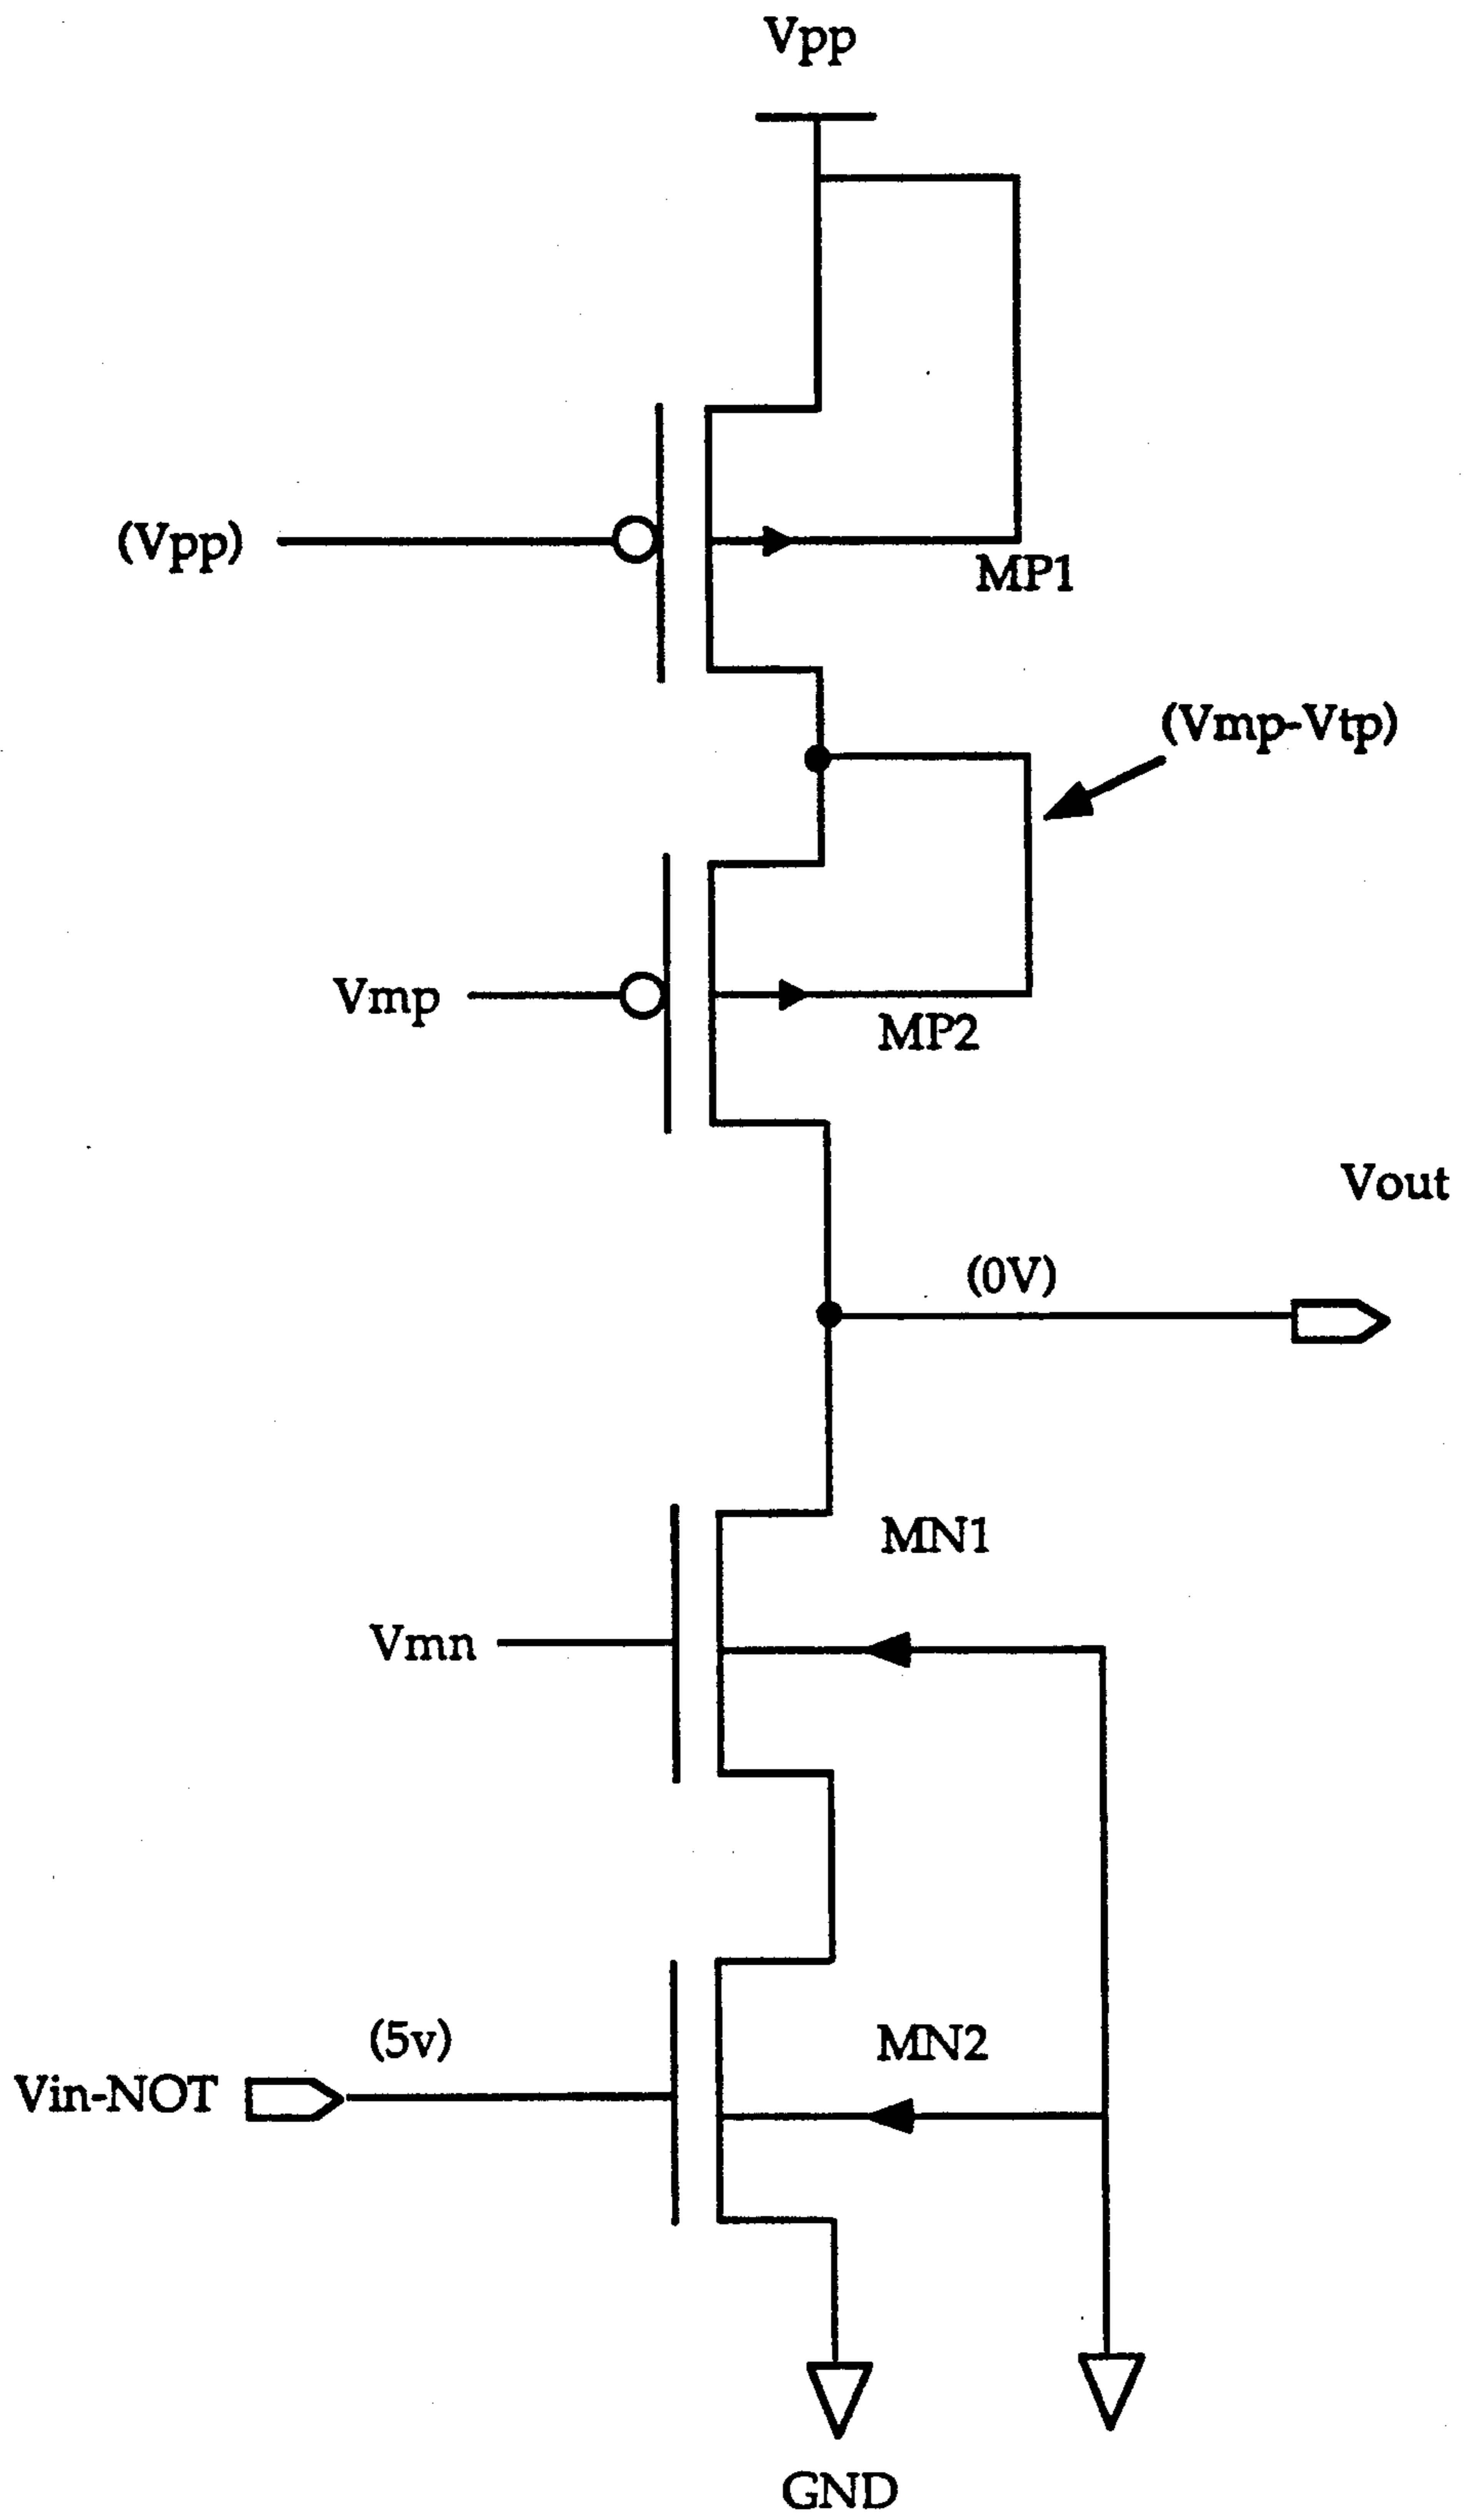 Vpp
(Vpp)
MP1
(Vmp-Vtp)
Vmp
MP2
Vout
(0V)
MN1
Vmn
(5v)
MN2
Vin-NOT
GND